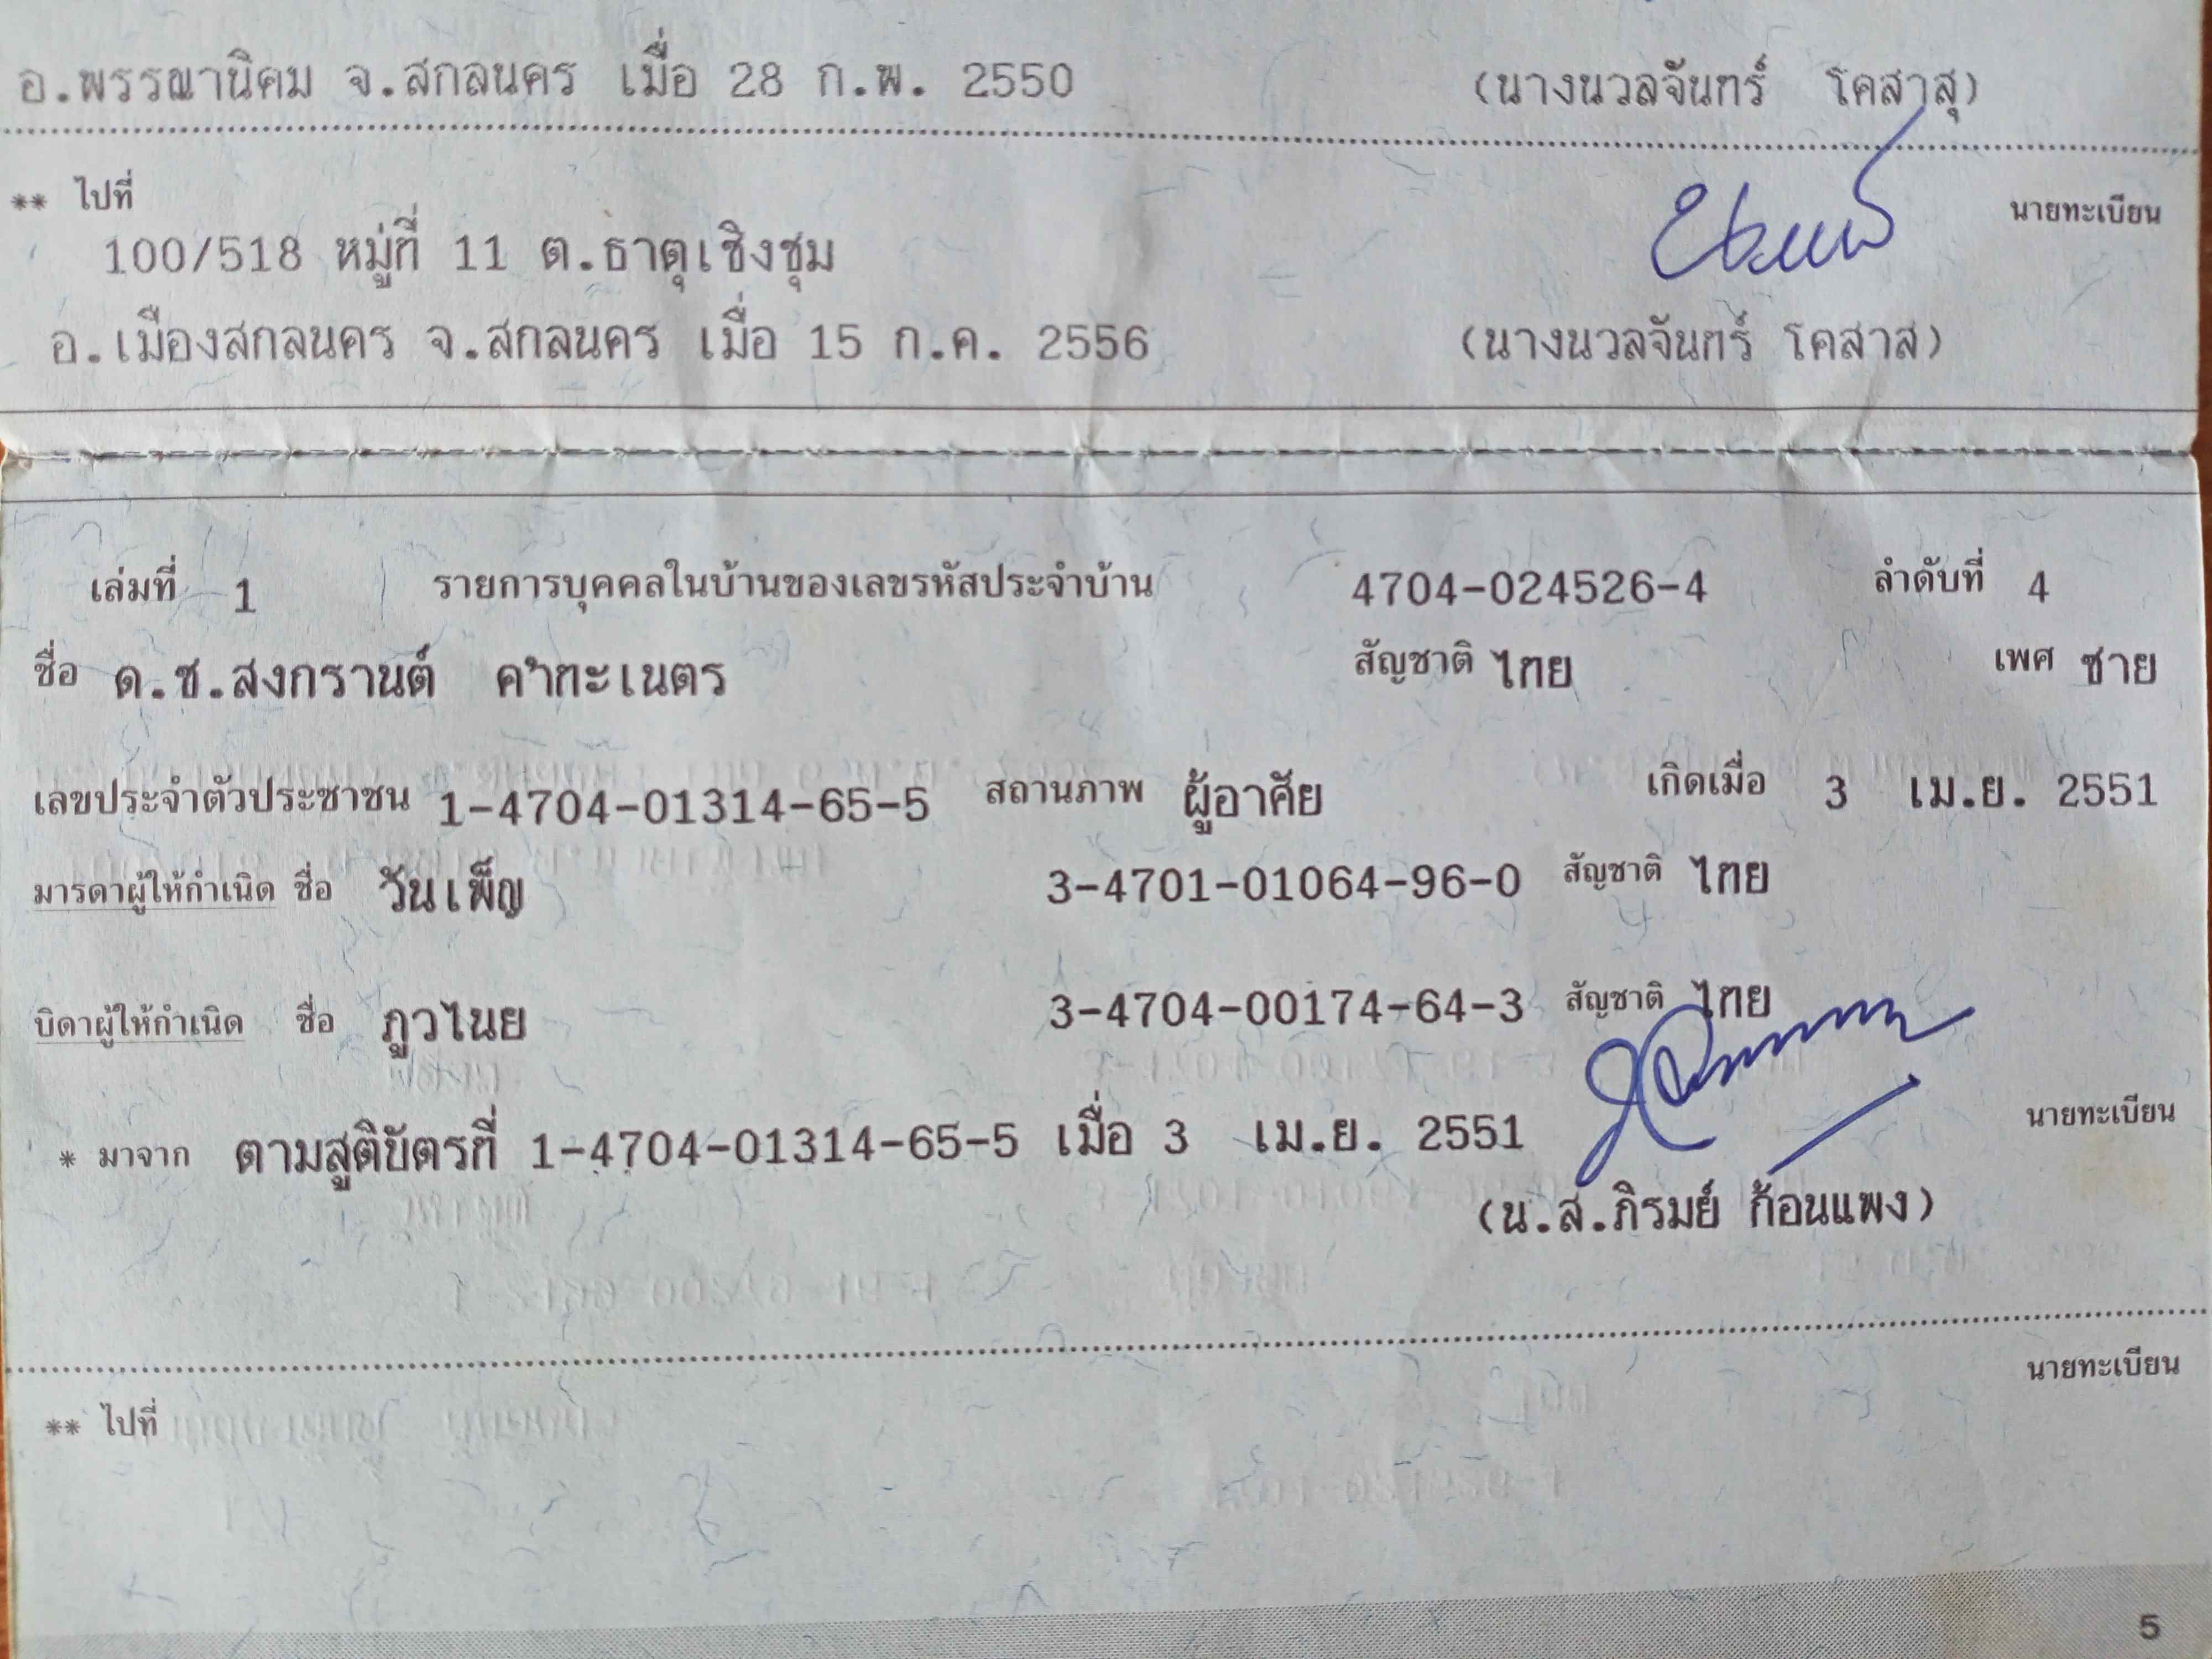 อ.พรรณานิคม จ.สกลนคร เมื่อ 28 ก.พ. 2550 (นางนวลจันทร์ โคสาสุ)
** ไปที่ นายทะเบียน
100/518 หมู่ที่ 11 ต.ธาตุเชิงชุม
อ.เมืองสกลนคร จ.สกลนคร เมื่อ 15 ก.ค. 2556 (นางนวลจันทร์ โคสาส)
เล่มที่ 1 รายการบุคคลในบ้านของเลขรหัสประจำบ้าน 4704-024526-4 ลำดับที่ 4
ชื่อ ด.ช.สงกรานต์ คำทะเนตร สัญชาติ ไทย เพศ ชาย
เลขประจำตัวประชาชน 1-4704-01314-65-5 สถานภาพ ผู้อาศัย เกิดเมื่อ 3 เม.ย. 2551
มารดาผู้ให้กำเนิด ชื่อ วันเพ็ญ 3-4701-01064-96-0 สัญชาติ ไทย
บิดาผู้ให้กำเนิด ชื่อ ภูวไนย 3-4704-00174-64-3 สัญชาติ ไทย
* มาจาก ตามสูติบัตรที่ 1-4704-01314-65-5 เมื่อ 3 เม.ย. 2551 นายทะเบียน
(น.ส.ภิรมย์ ก้อนแพง)
นายทะเบียน
** ไปที่
5